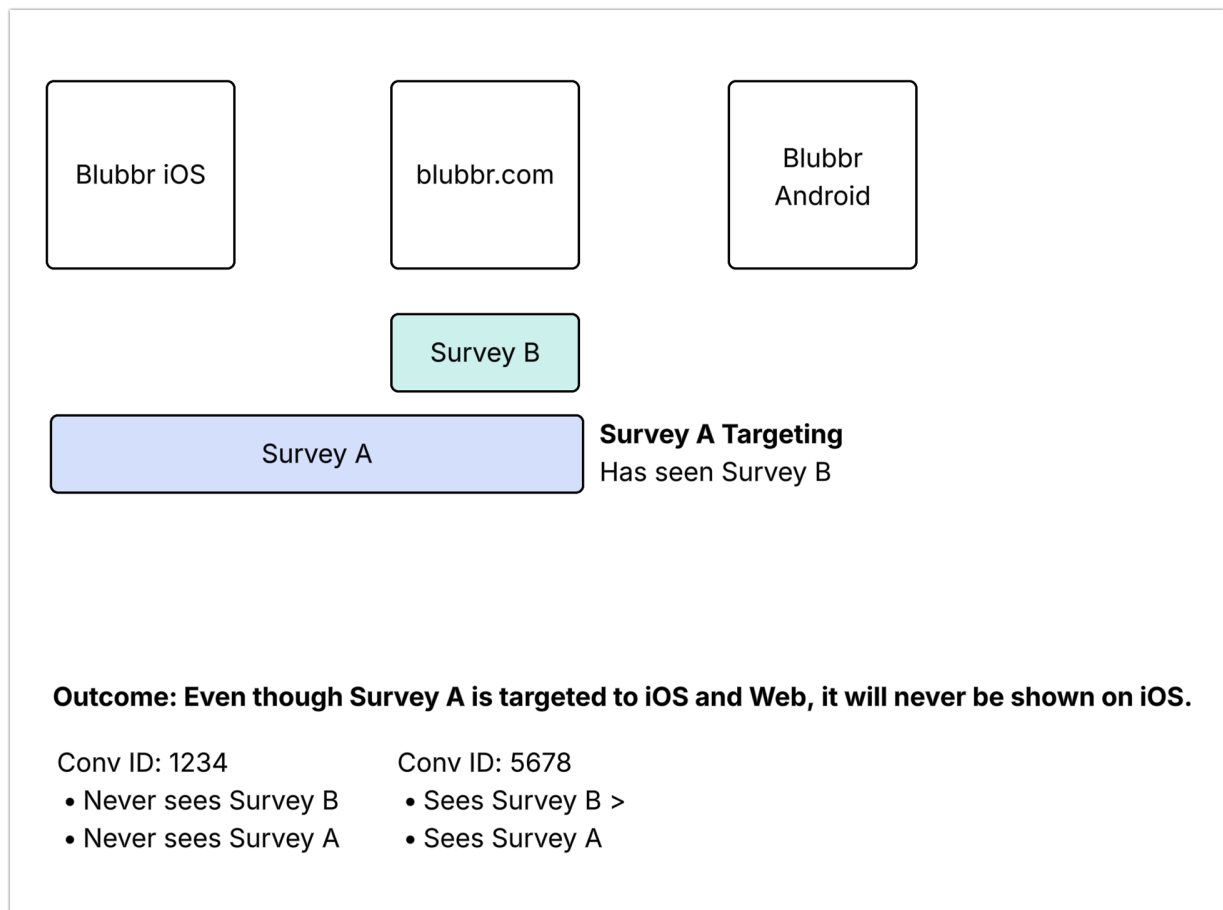 Blubbr iOS
blubbr.com
Blubbr
Android
Survey B
Survey A
Survey A Targeting
Has seen Survey B
Outcome: Even though Survey A is targeted to iOS and Web, it will never be shown on iOS.
Conv ID: 1234
• Never sees Survey B
• Never sees Survey A
Conv ID: 5678
• Sees Survey B >
• Sees Survey A